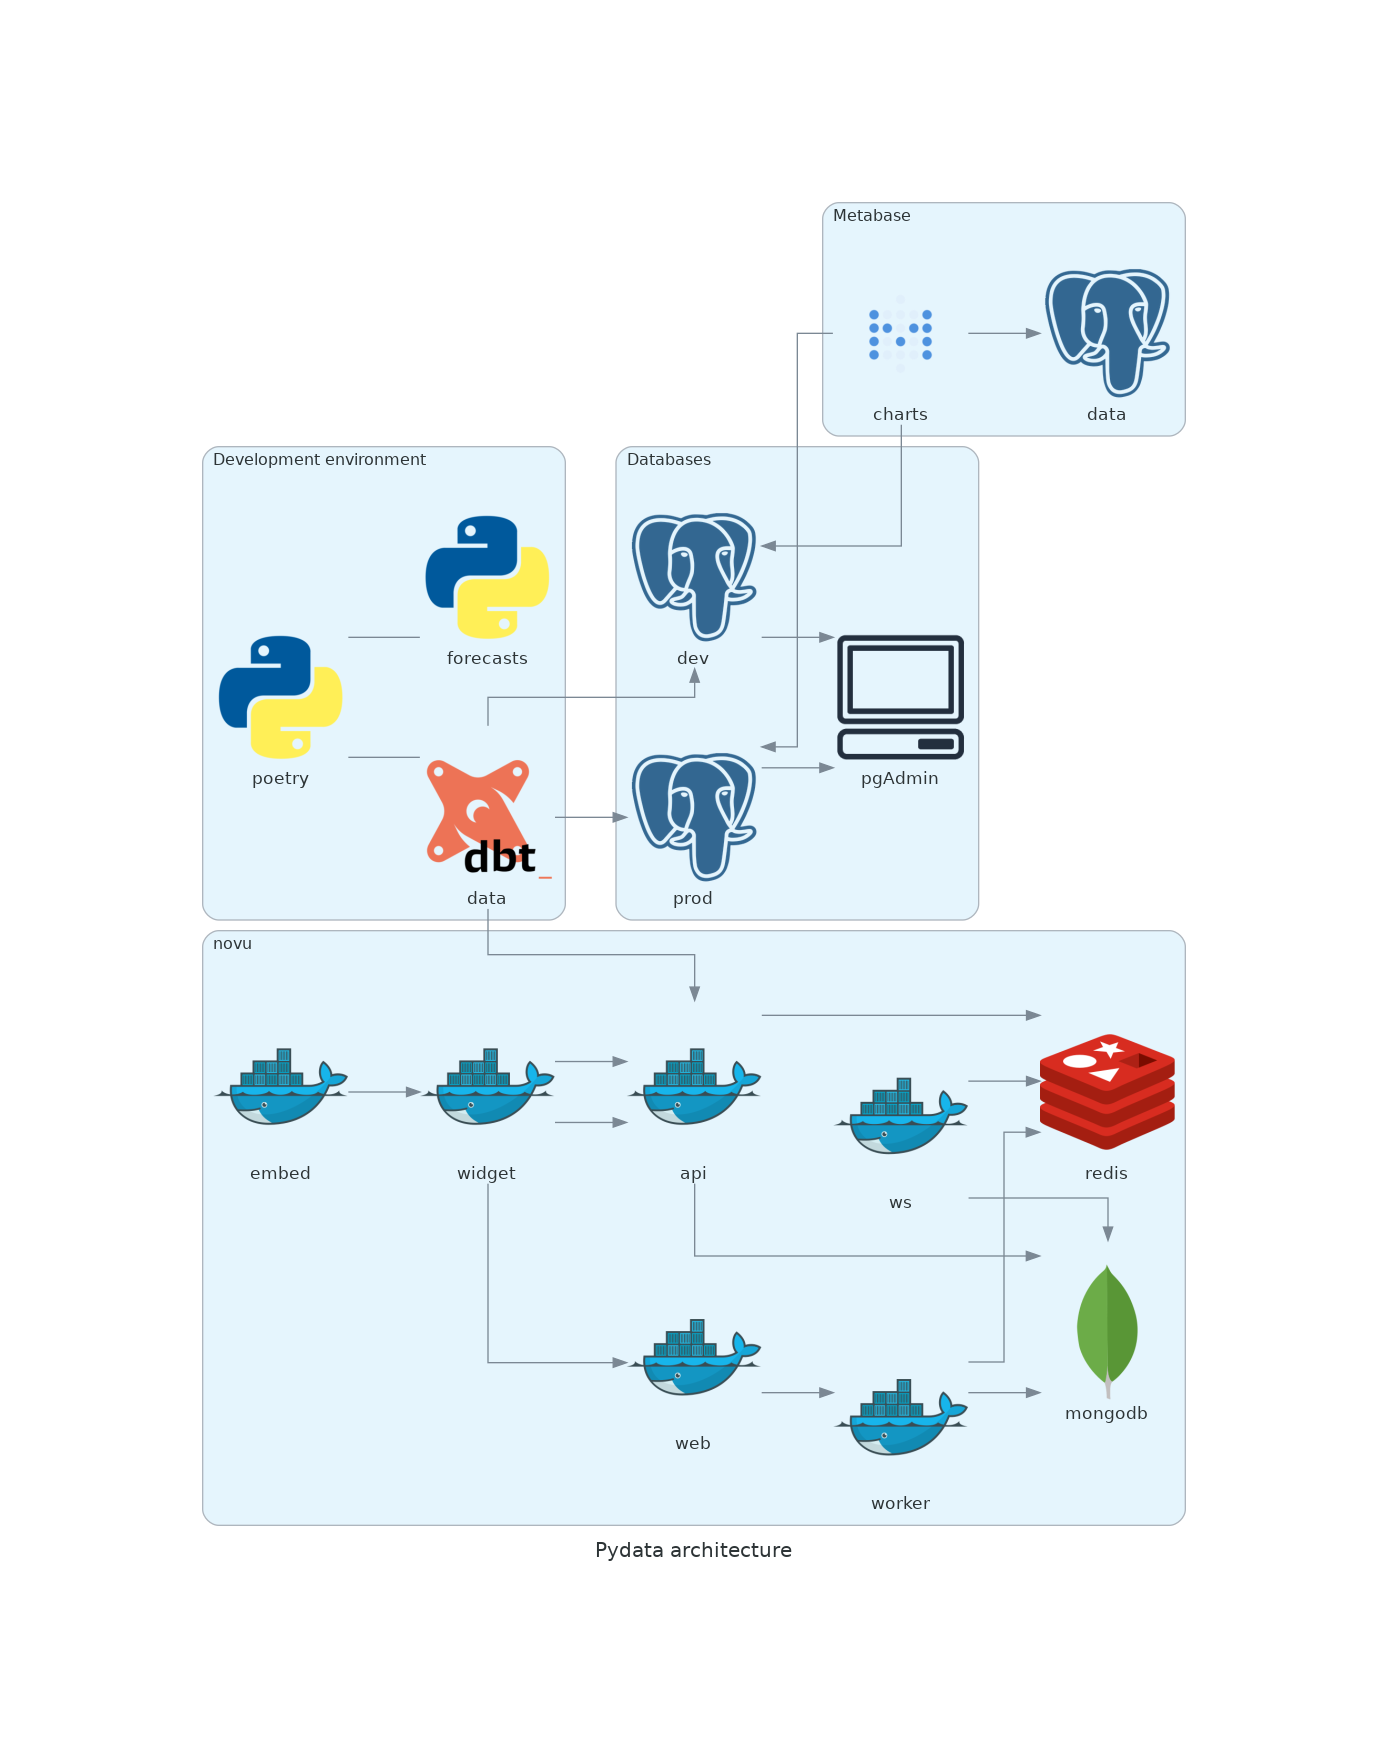 Metabase
charts
data
Development environment
Databases
forecasts
dev
poetry
pgAdmin
dbt_
data
prod
novu
embed
widget
api
redis
ws
mongodb
web
worker
Pydata architecture